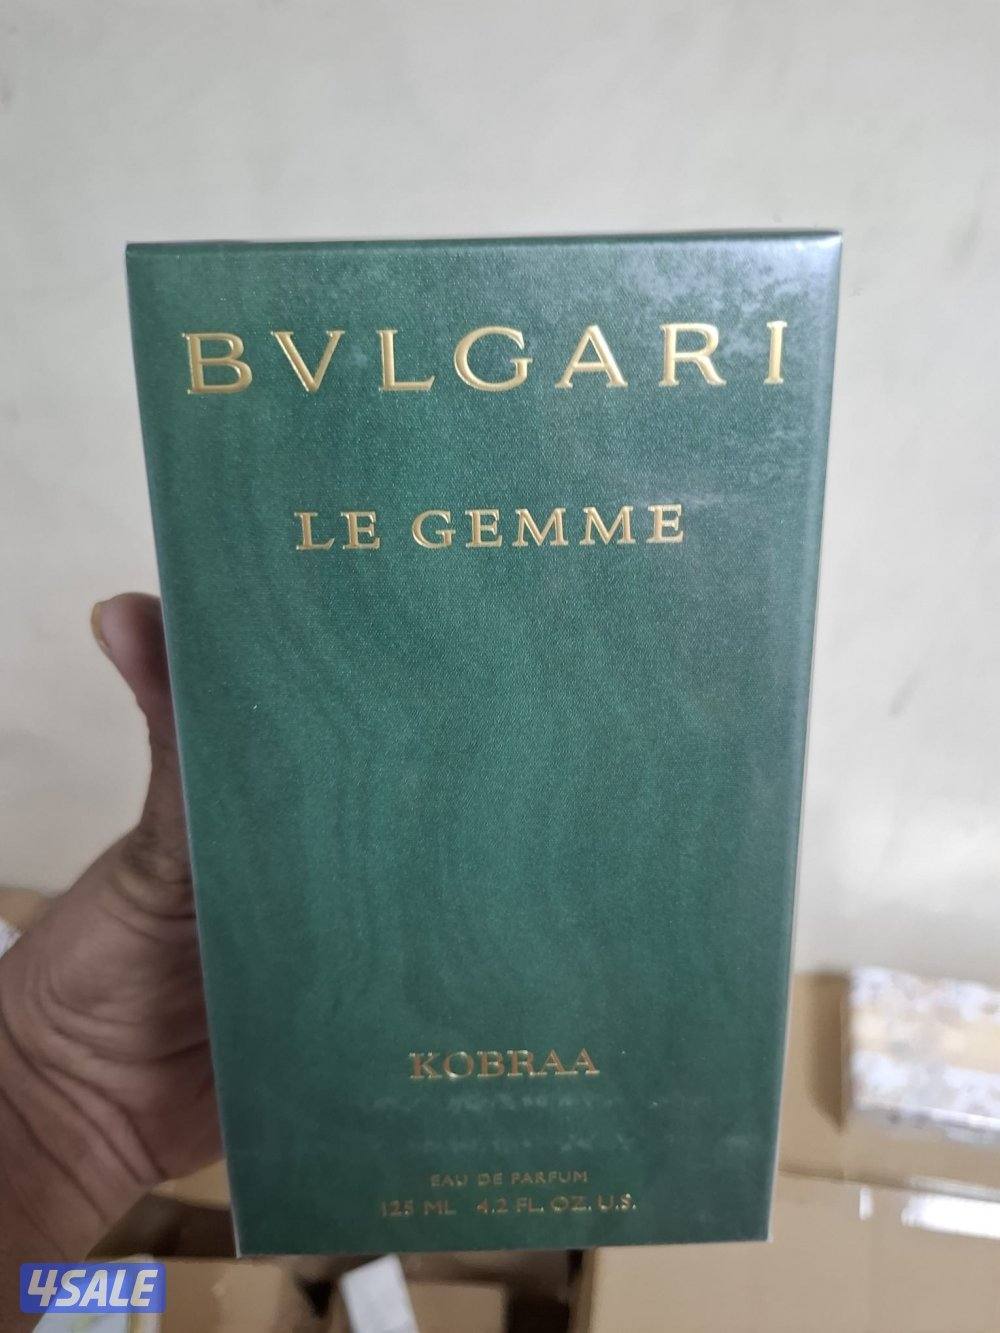 BVLGARI
LE GEMME
KOBRAA
EAU DE PARFUM
125 ML 4.2 FL. OZ. U.S.
4SALE